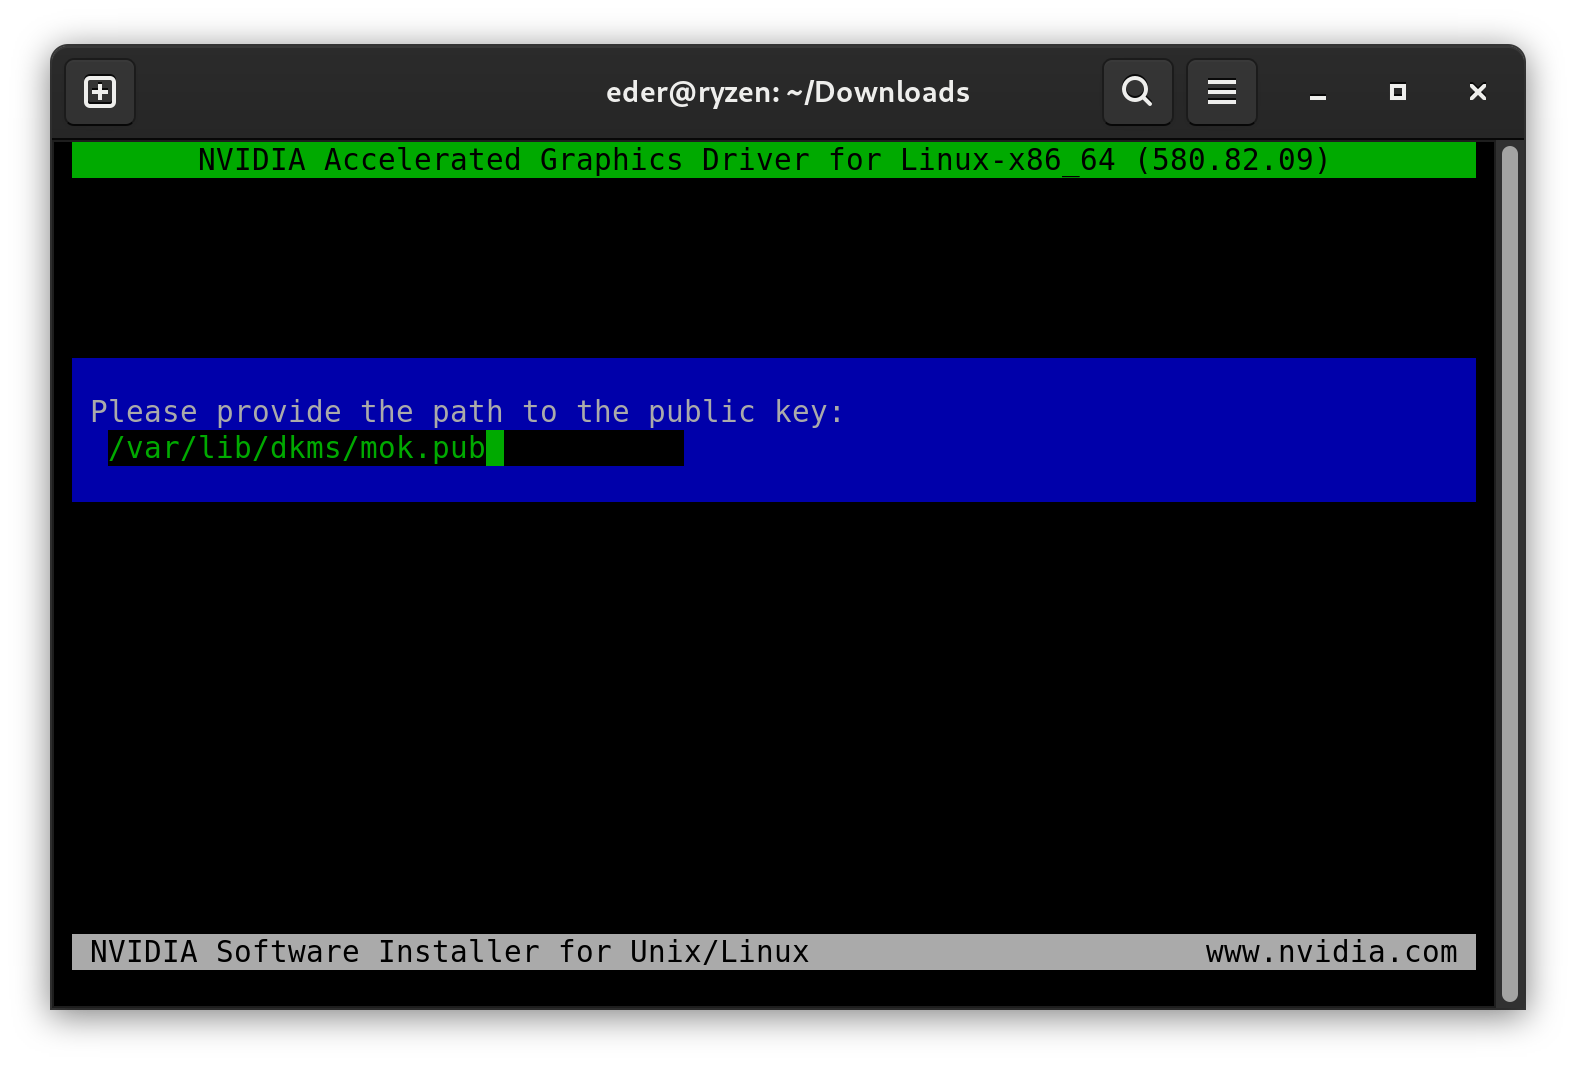 eder@ryzen: ~/Downloads
NVIDIA Accelerated Graphics Driver for Linux-x86_64 (580.82.09)
Please provide the path to the public key:
/var/lib/dkms/mok.pub
NVIDIA Software Installer for Unix/Linux www.nvidia.com